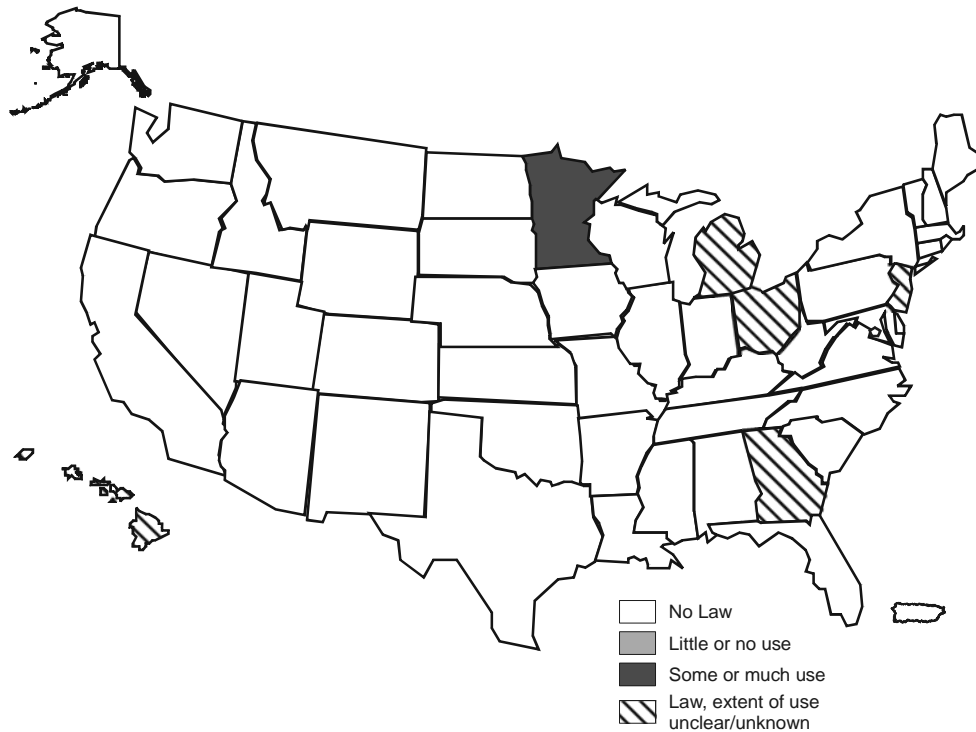 No Law
Little or no use
Some or much use
Law, extent of use
unclear/unknown